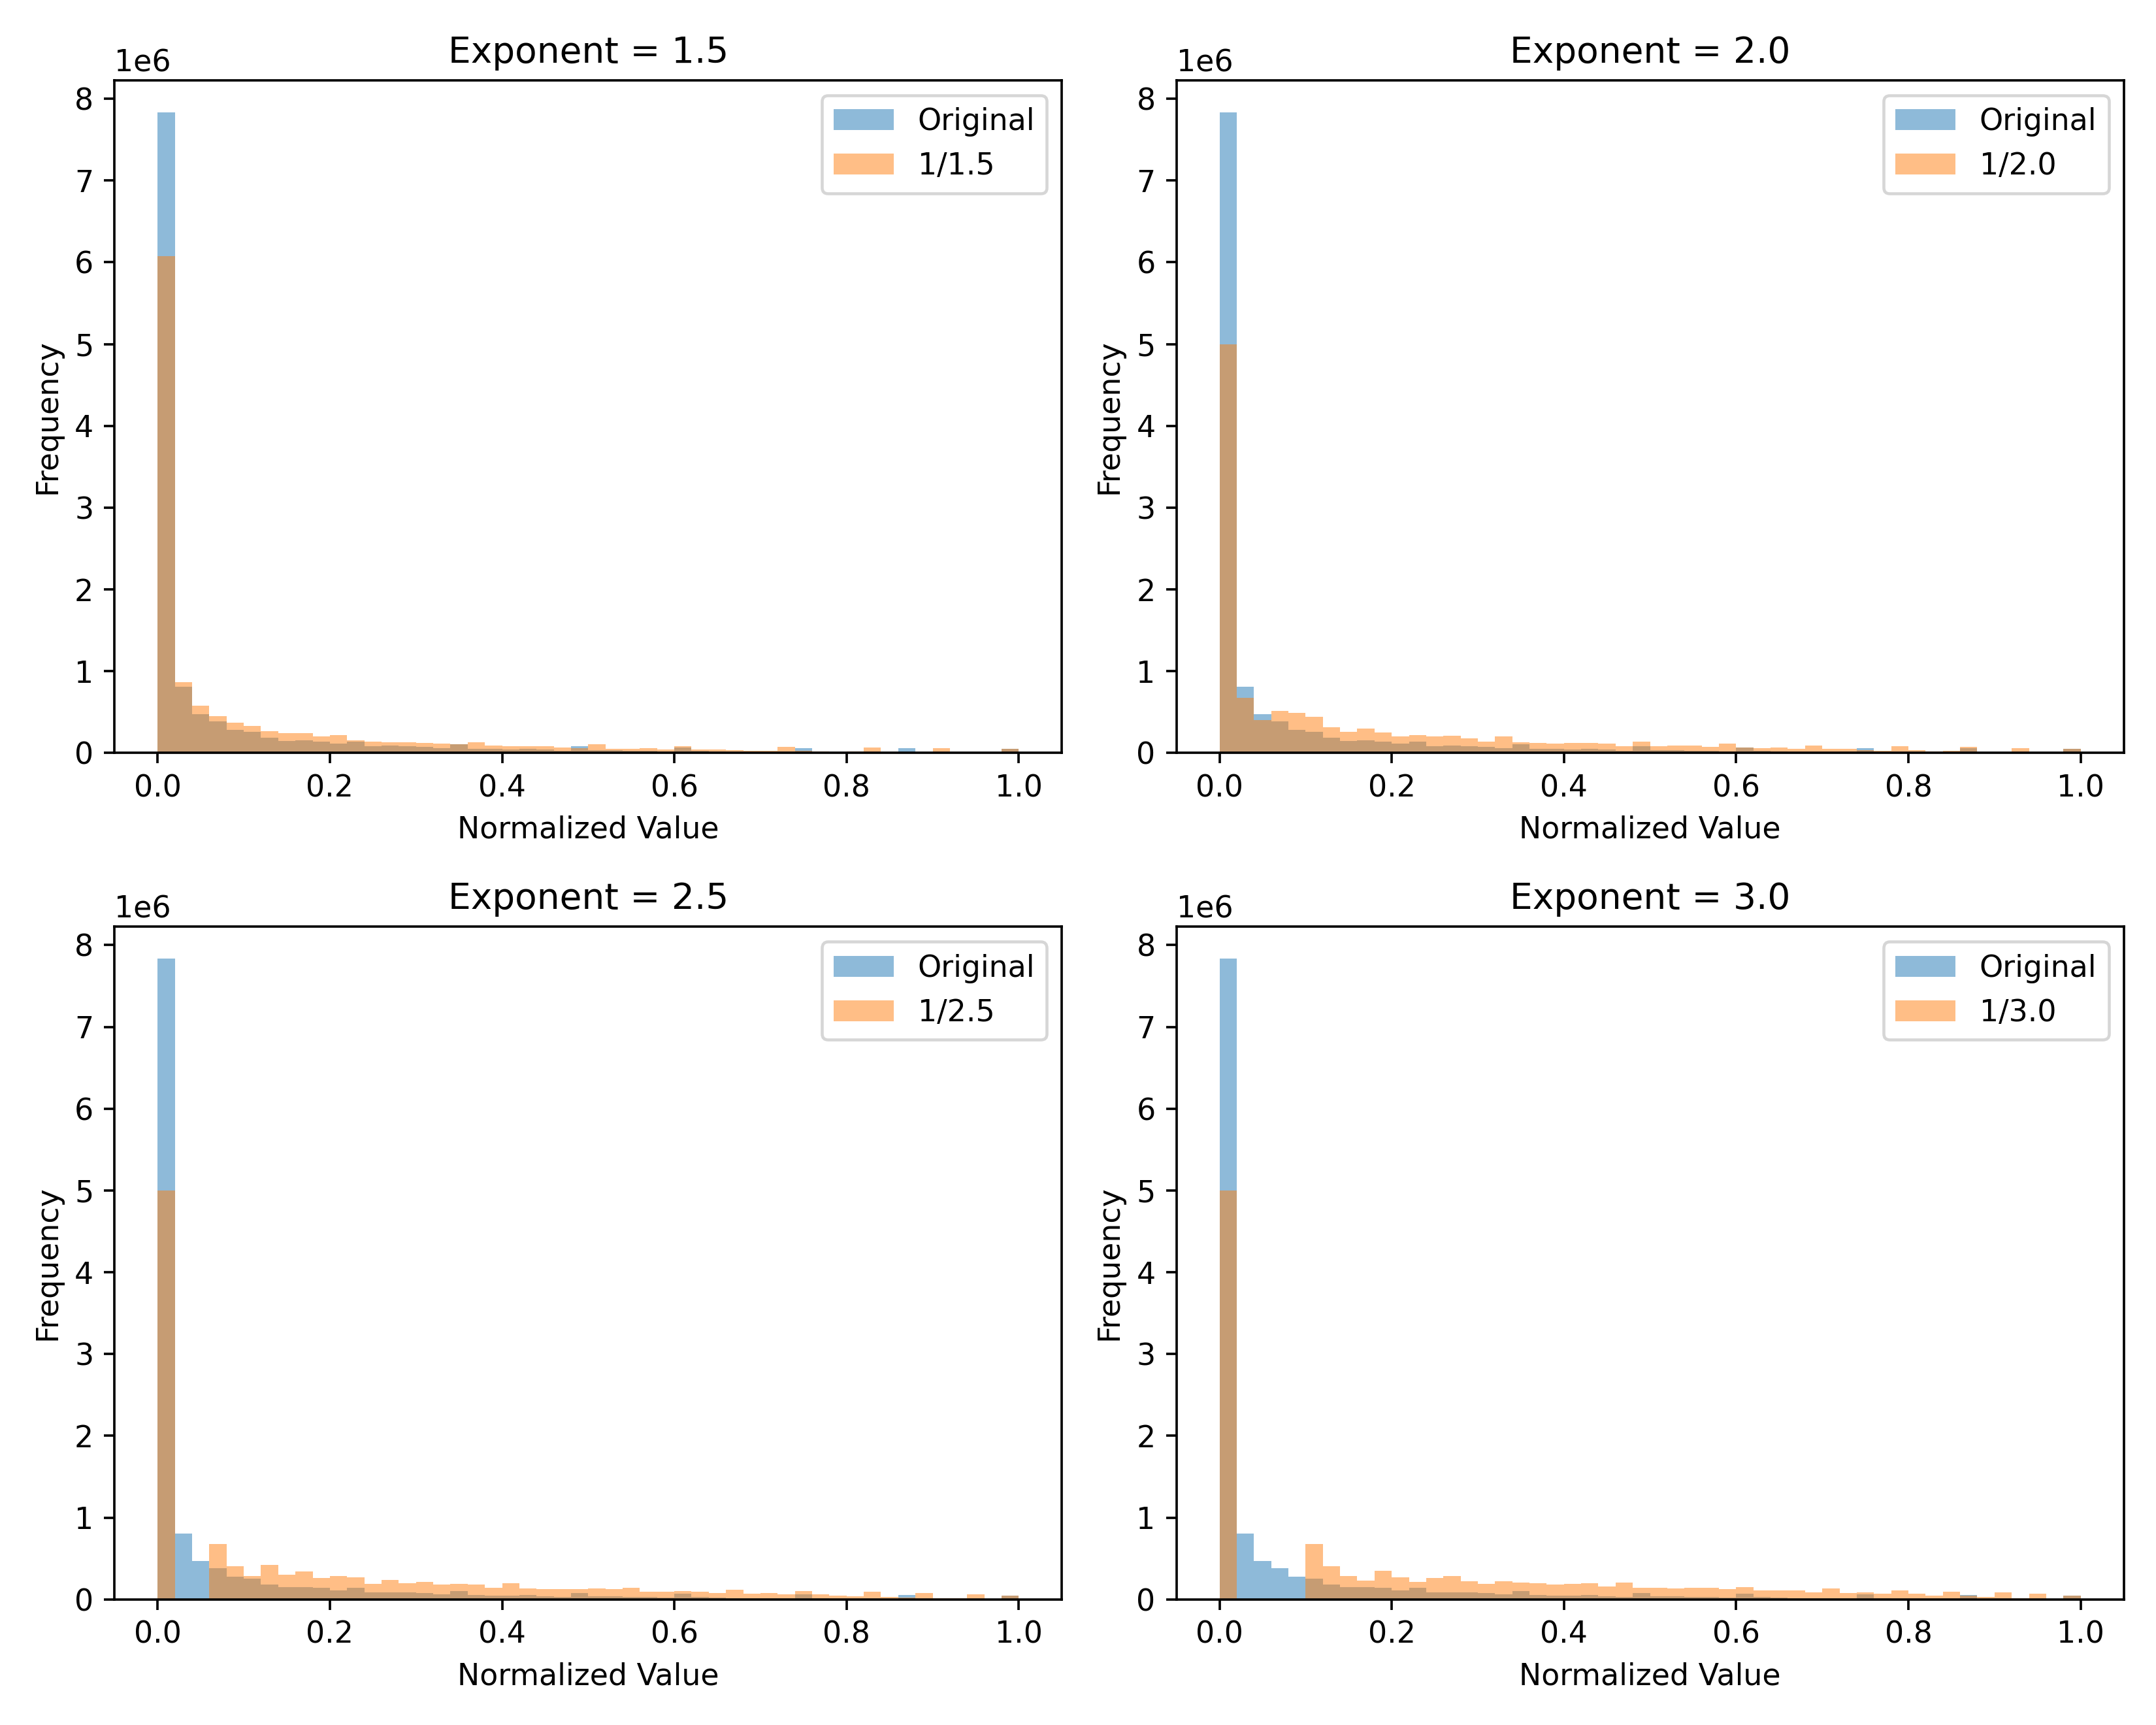 Exponent = 1.5
1e6
Original
1/1.5
8
7
6
5
4
3
2
1
0
Frequency
0.0 0.2 0.4 0.6 0.8 1.0
Normalized Value
Exponent = 2.0
1e6
Original
1/2.0
8
7
6
5
4
3
2
1
0
Frequency
0.0 0.2 0.4 0.6 0.8 1.0
Normalized Value
Exponent = 2.5
1e6
Original
1/2.5
8
7
6
5
4
3
2
1
0
Frequency
0.0 0.2 0.4 0.6 0.8 1.0
Normalized Value
Exponent = 3.0
1e6
Original
1/3.0
8
7
6
5
4
3
2
1
0
Frequency
0.0 0.2 0.4 0.6 0.8 1.0
Normalized Value